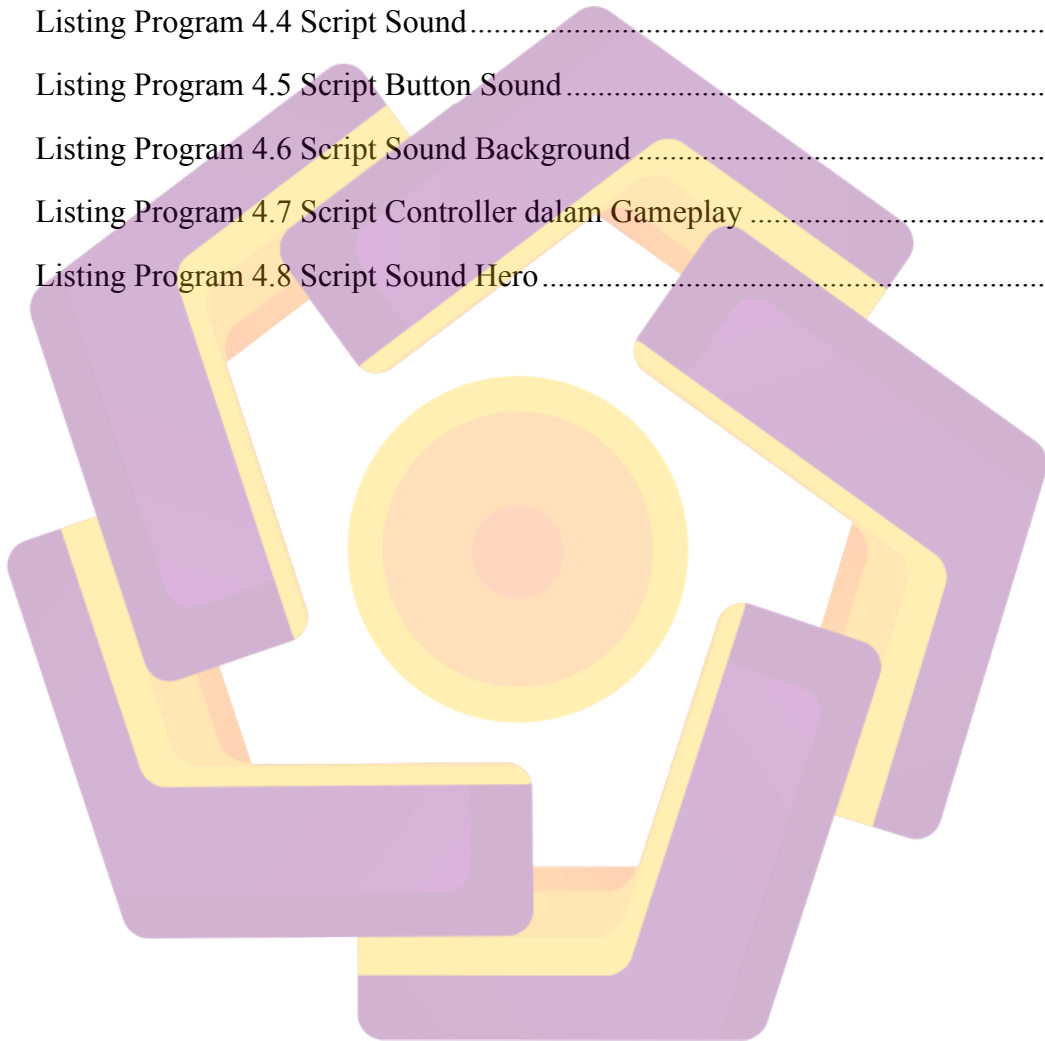 Listing Program 4.4 Script Sound........................................................................
Listing Program 4.5 Script Button Sound............................................................
Listing Program 4.6 Script Sound Background...................................................
Listing Program 4.7 Script Controller dalam Gameplay.....................................
Listing Program 4.8 Script Sound Hero...............................................................